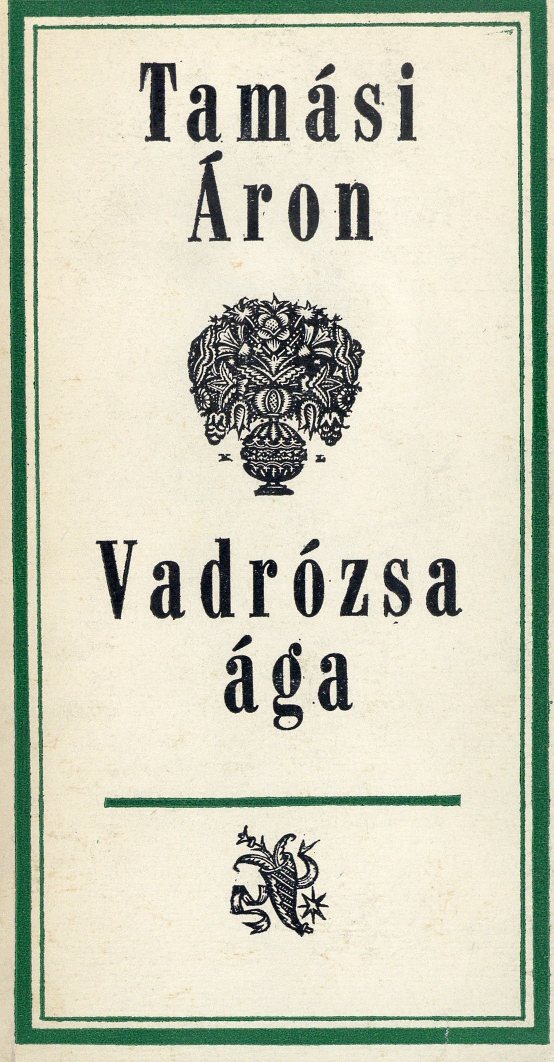 Tamási
Áron
K L
Vadrózsa
ága